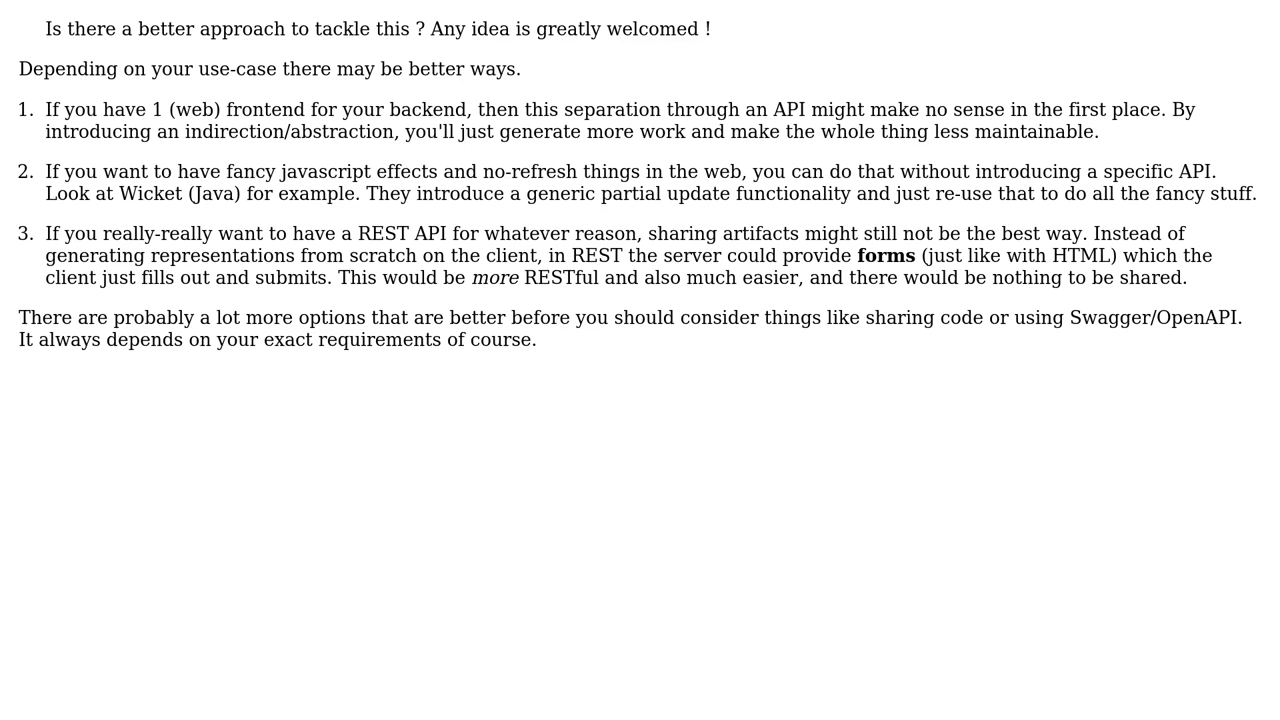 Is there a better approach to tackle this ? Any idea is greatly welcomed !
Depending on your use-case there may be better ways.
1. If you have 1 (web) frontend for your backend, then this separation through an API might make no sense in the first place. By
introducing an indirection/abstraction, you'll just generate more work and make the whole thing less maintainable.
2. If you want to have fancy javascript effects and no-refresh things in the web, you can do that without introducing a specific API.
Look at Wicket (Java) for example. They introduce a generic partial update functionality and just re-use that to do all the fancy stuff.
3. If you really-really want to have a REST API for whatever reason, sharing artifacts might still not be the best way. Instead of
generating representations from scratch on the client, in REST the server could provide forms (just like with HTML) which the
client just fills out and submits. This would be more RESTful and also much easier, and there would be nothing to be shared.
There are probably a lot more options that are better before you should consider things like sharing code or using Swagger/OpenAPI.
It always depends on your exact requirements of course.